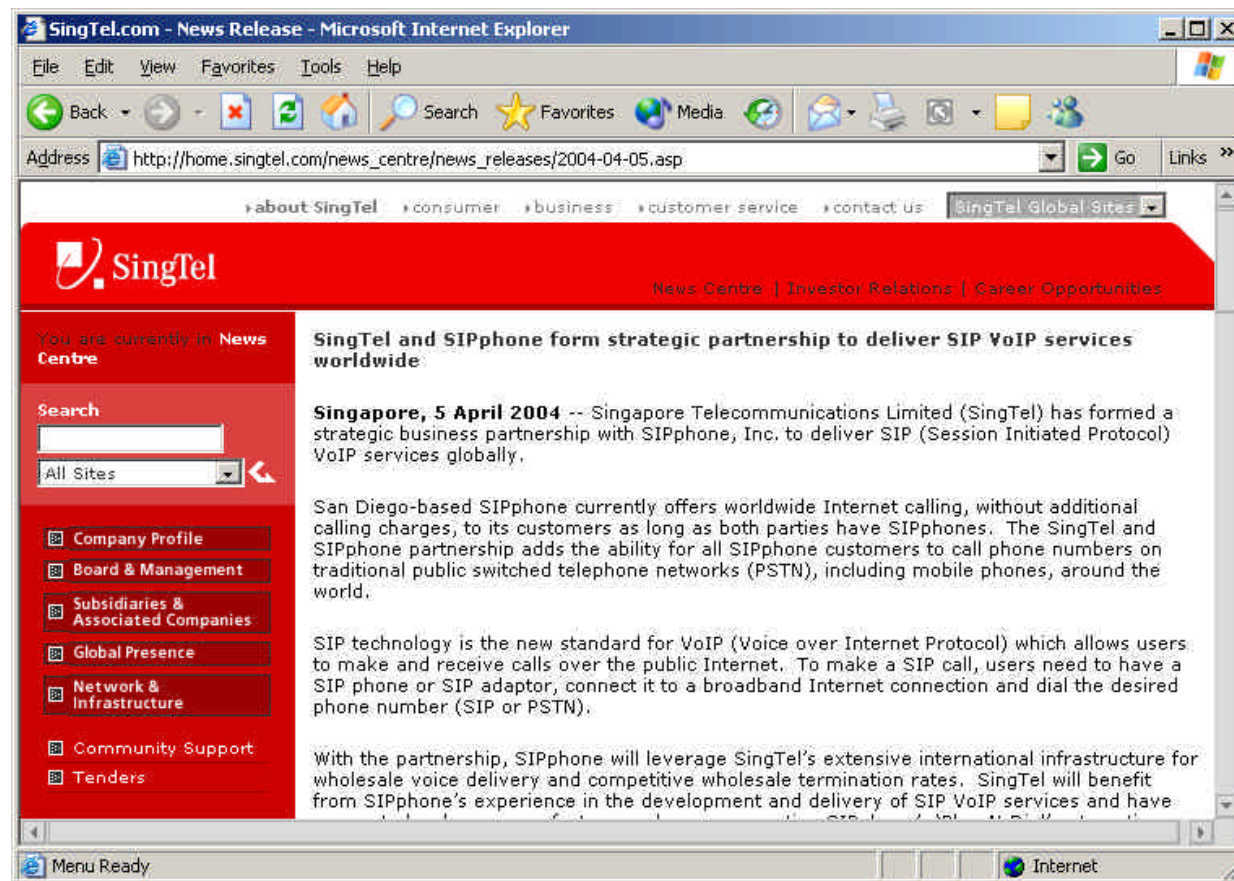 SingTel.com - News Release - Microsoft Internet Explorer
File Edit View Favorites Tools Help
Back Search Favorites Media
Address http://home.singtel.com/news_centre/news_releases/2004-04-05.asp Go Links »
about SingTel consumer business customer service contact us SingTel Global Sites
SingTel
News Centre | Investor Relations | Career Opportunities
You are currently in News
Centre
Search
All Sites
Company Profile
Board & Management
Subsidiaries &
Associated Companies
Global Presence
Network &
Infrastructure
Community Support
Tenders
SingTel and SIPphone form strategic partnership to deliver SIP VoIP services
worldwide
Singapore, 5 April 2004 -- Singapore Telecommunications Limited (SingTel) has formed a
strategic business partnership with SIPphone, Inc. to deliver SIP (Session Initiated Protocol)
VoIP services globally.
San Diego-based SIPphone currently offers worldwide Internet calling, without additional
calling charges, to its customers as long as both parties have SIPphones. The SingTel and
SIPphone partnership adds the ability for all SIPphone customers to call phone numbers on
traditional public switched telephone networks (PSTN), including mobile phones, around the
world.
SIP technology is the new standard for VoIP (Voice over Internet Protocol) which allows users
to make and receive calls over the public Internet. To make a SIP call, users need to have a
SIP phone or SIP adaptor, connect it to a broadband Internet connection and dial the desired
phone number (SIP or PSTN).
With the partnership, SIPphone will leverage SingTel's extensive international infrastructure for
wholesale voice delivery and competitive wholesale termination rates. SingTel will benefit
from SIPphone's experience in the development and delivery of SIP VoIP services and have
Menu Ready Internet